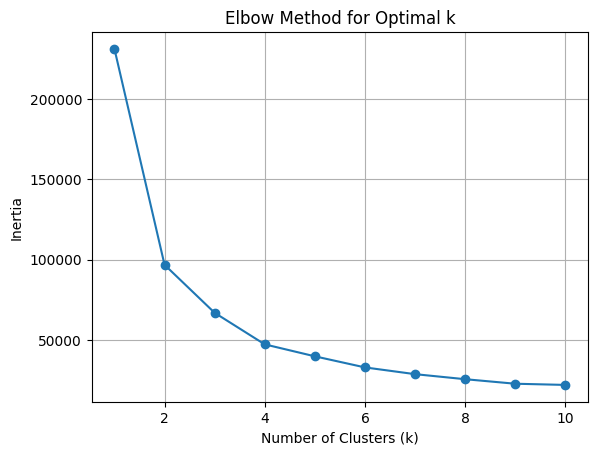 Elbow Method for Optimal k
200000
150000
100000
50000
Inertia
2 4 6 8 10
Number of Clusters (k)